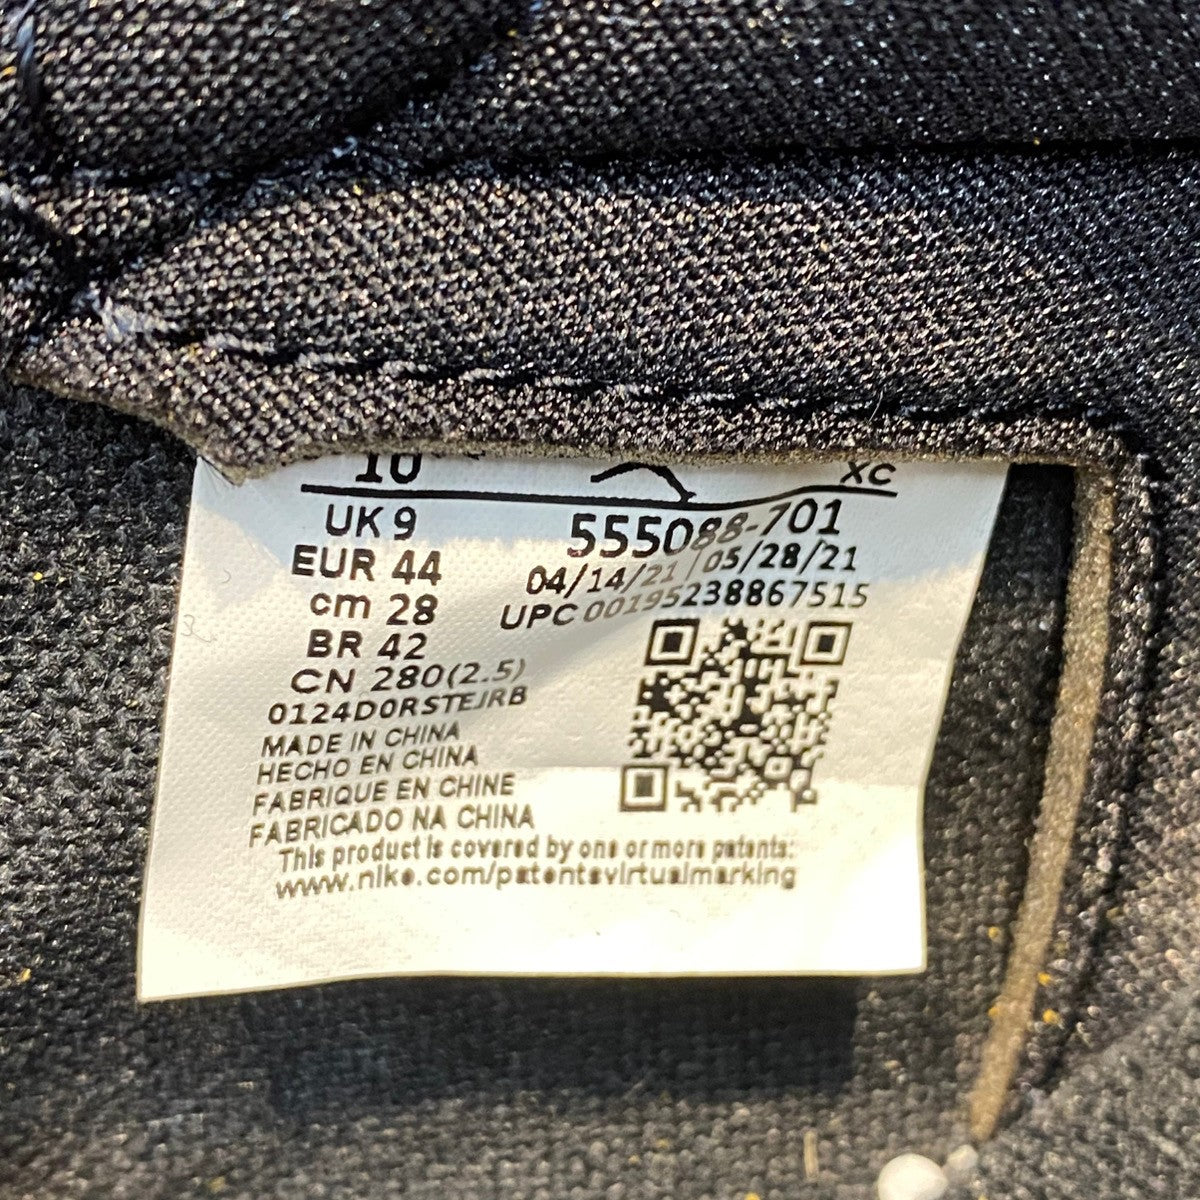 10 XC
UK 9 555088-701
EUR 44 04/14/21 /05/28/21
cm 28 UPC 00195238867515
BR 42
CN 280(2.5)
0124D0RSTEJRB
MADE IN CHINA
HECHO EN CHINA
FABRIQUE EN CHINE
FABRICADO NA CHINA
This product is covered by one or more patents:
www.nike.com/patentsvirtualmarking